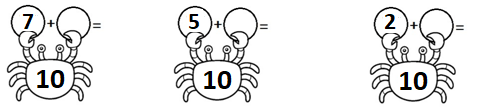 7 + = 5 + = 2 + =
10 10 10